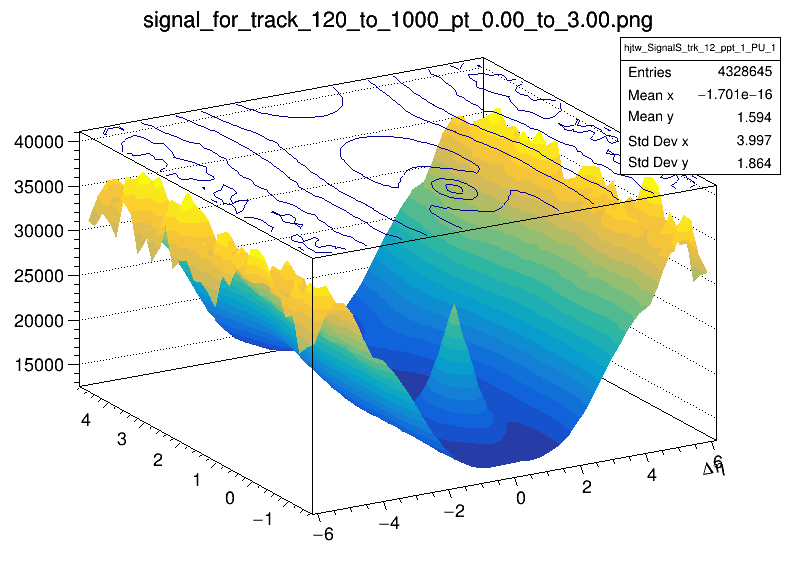 signal_for_track_120_to_1000_pt_0.00_to_3.00.png
hjtw_SignalS_trk_12_ppt_1_PU_1
Entries 4328645
Mean x −1.701e−16
Mean y 1.594
Std Dev x 3.997
Std Dev y 1.864
40000
35000
30000
25000
20000
15000
4
3
2
1
0
−1
−6
−4
−2
0
2
4
6
Δη